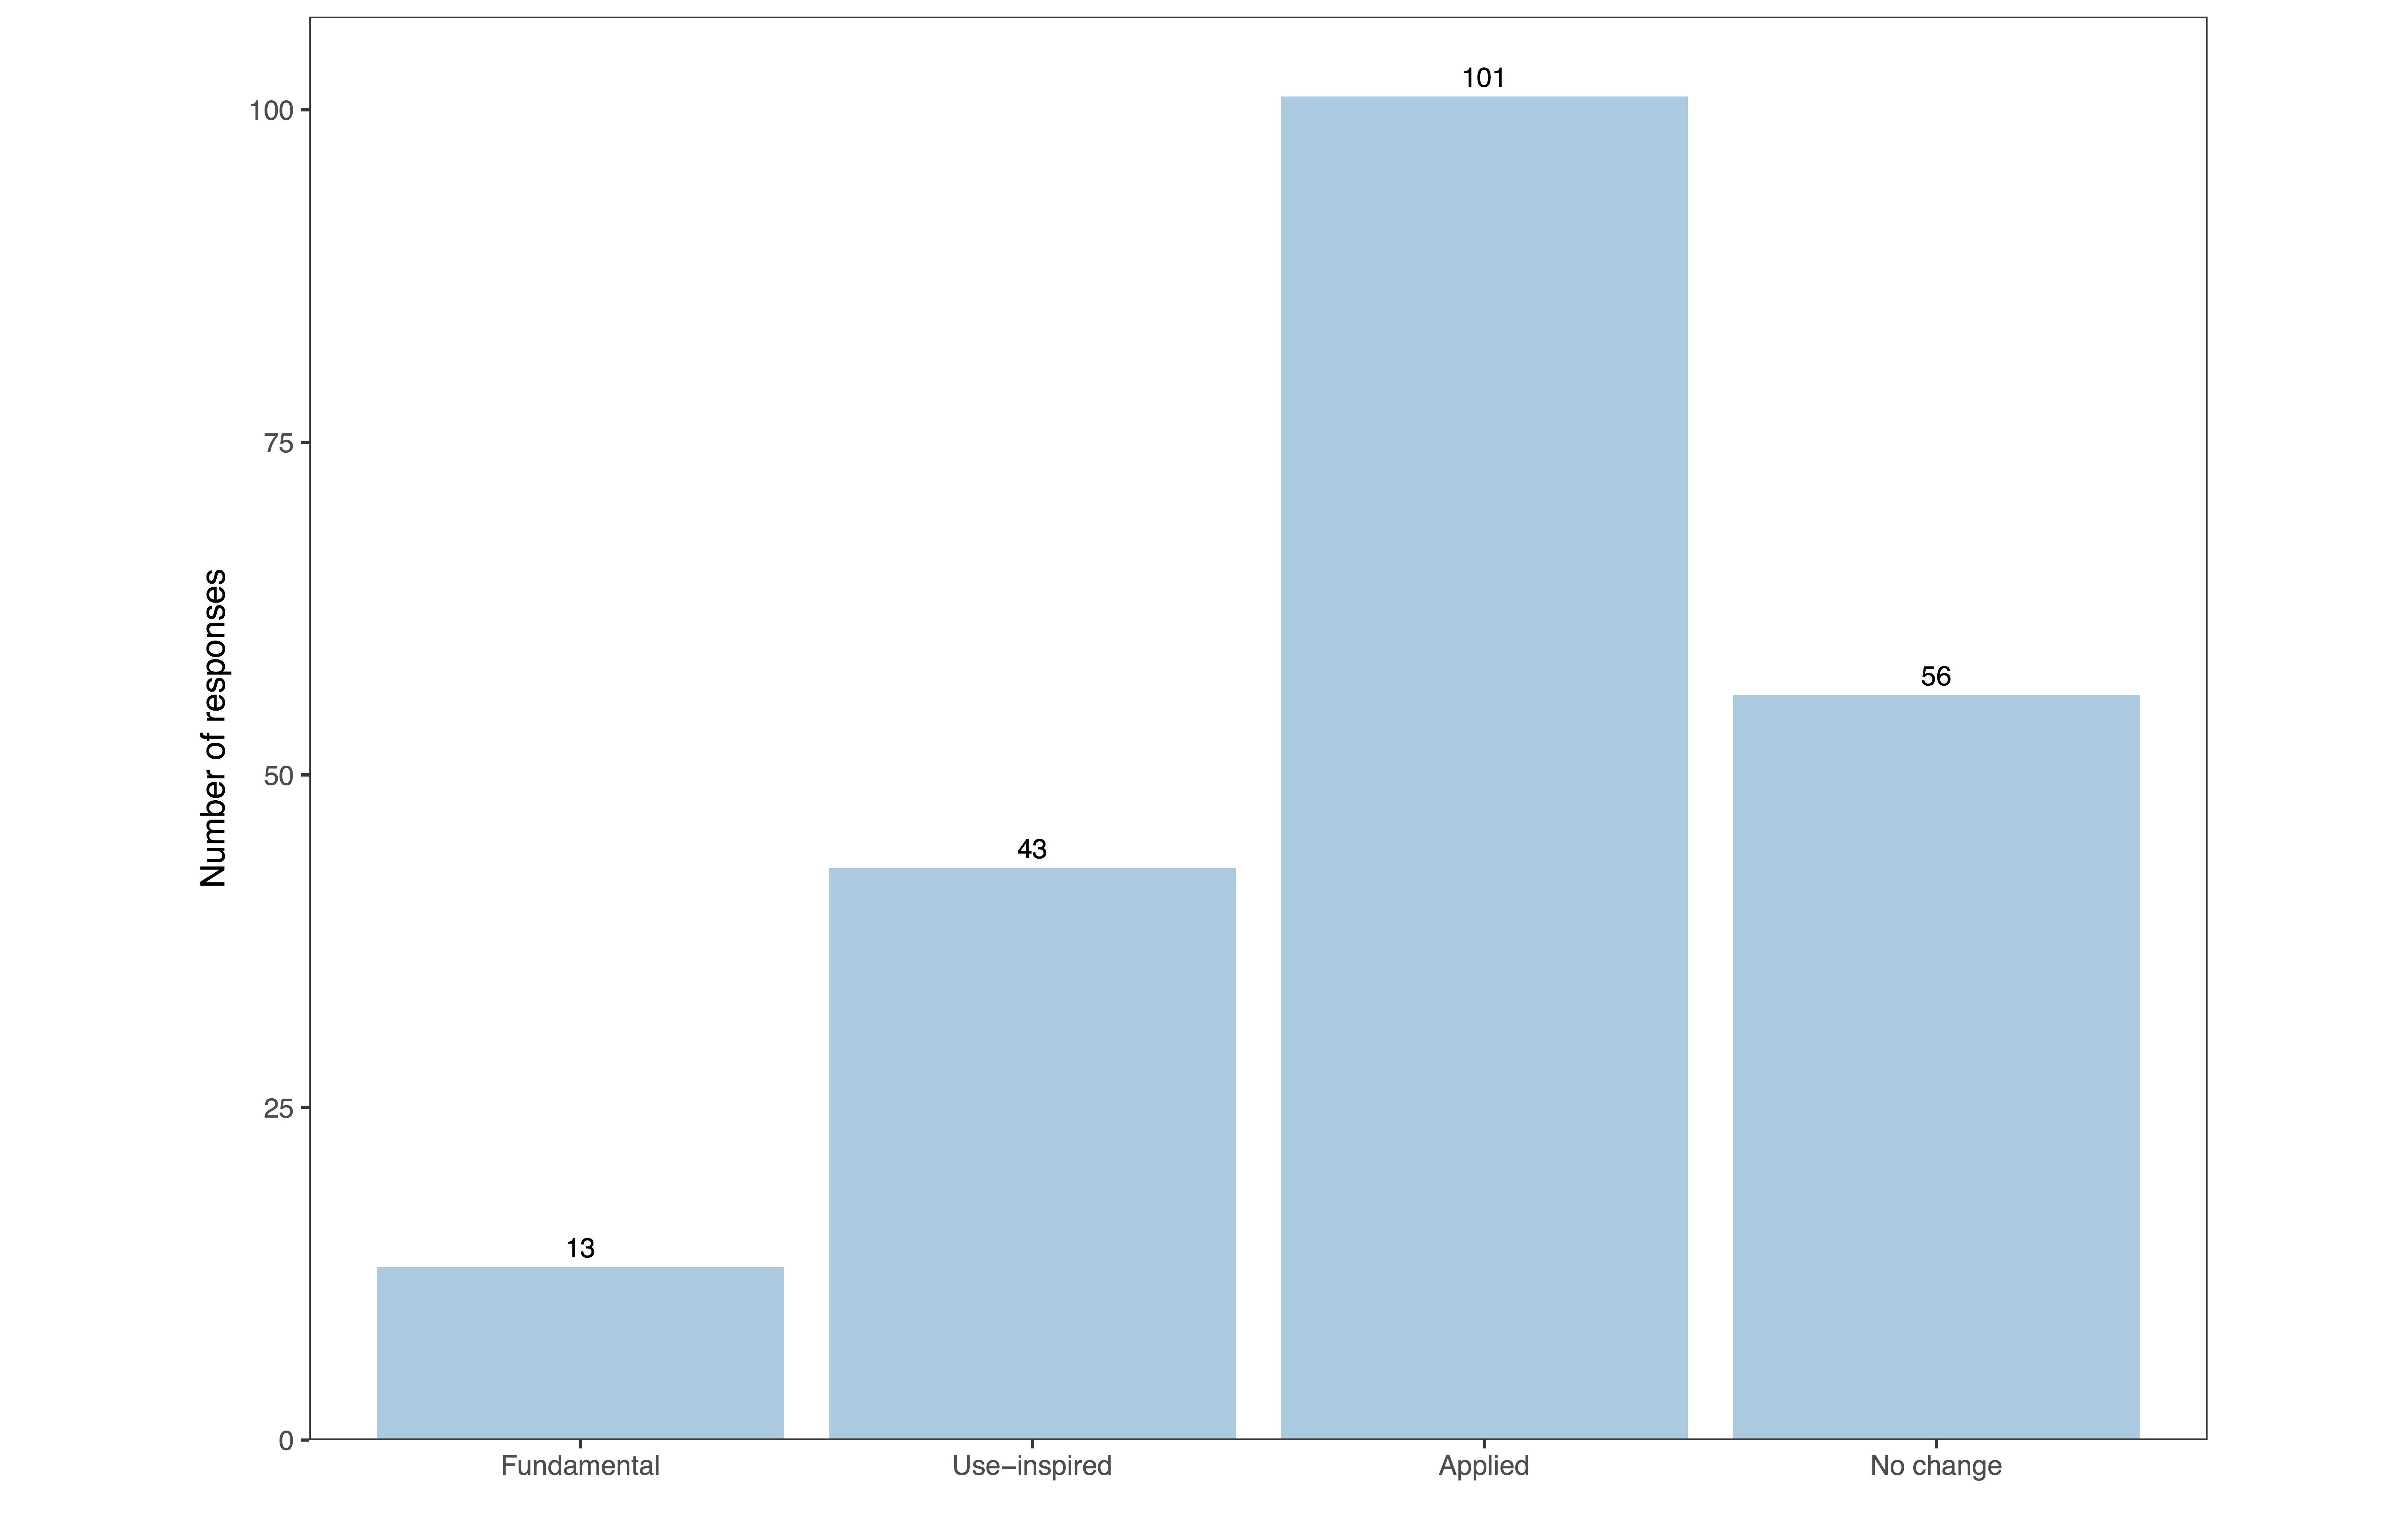 Number of responses
100
75
50
25
0
13
43
101
56
Fundamental
Use−inspired
Applied
No change